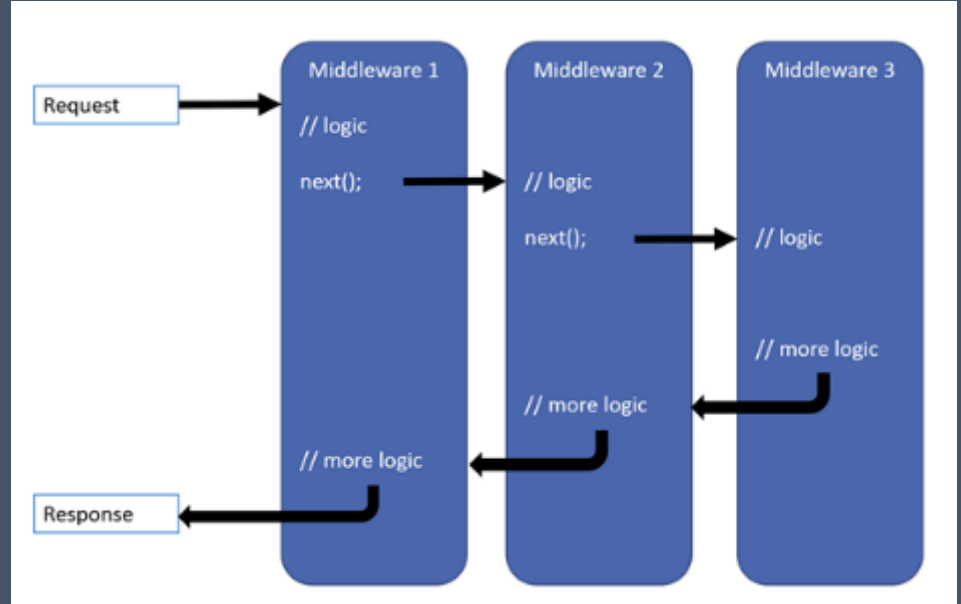 Middleware 1
Middleware 2
Middleware 3
Request
// logic
next();
// logic
next();
// logic
// more logic
// more logic
// more logic
Response